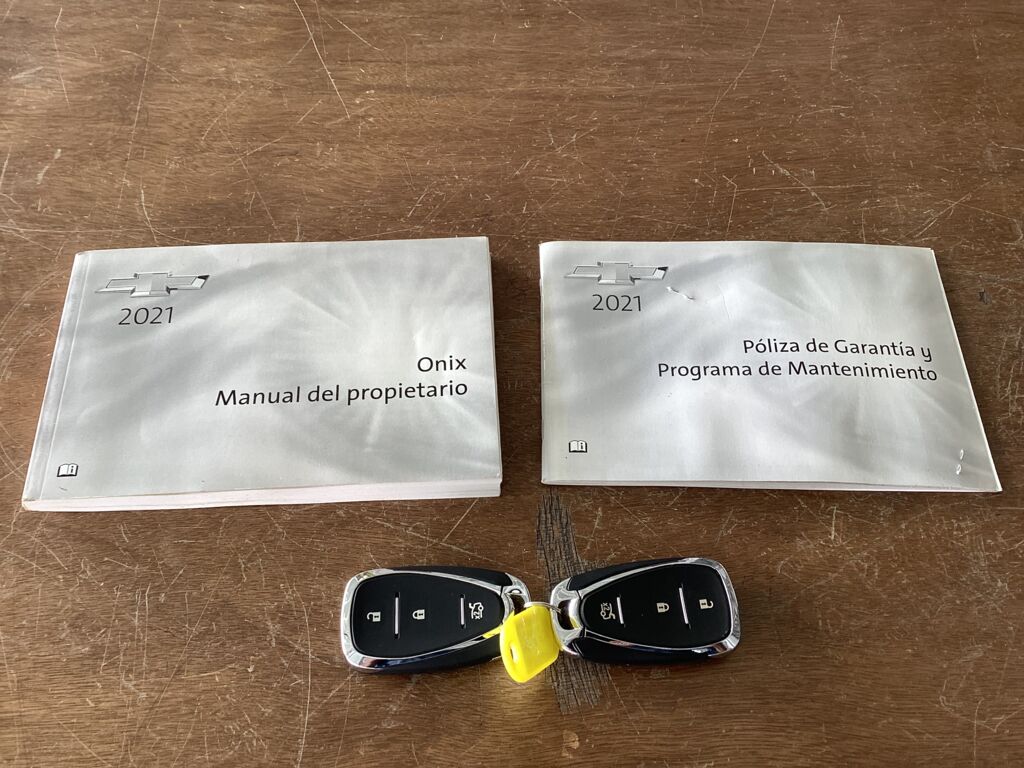 2021
Onix
Manual del propietario
2021
Póliza de Garantía y
Programa de Mantenimiento